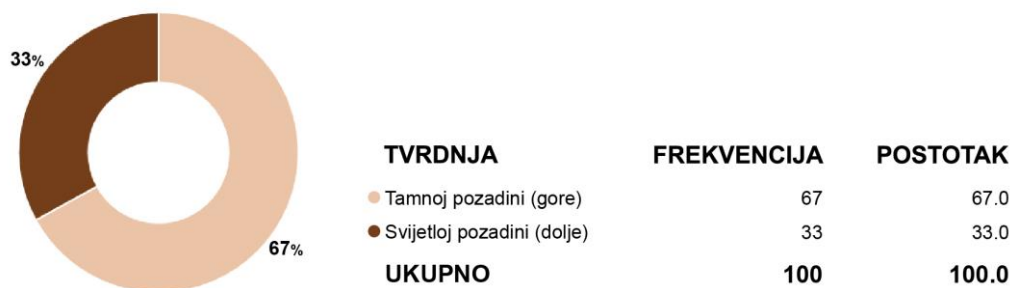 33%
67%
TVRDNJA FREKVENCIJA POSTOTAK
Tamnoj pozadini (gore) 67 67.0
Svijetloj pozadini (dolje) 33 33.0
UKUPNO 100 100.0